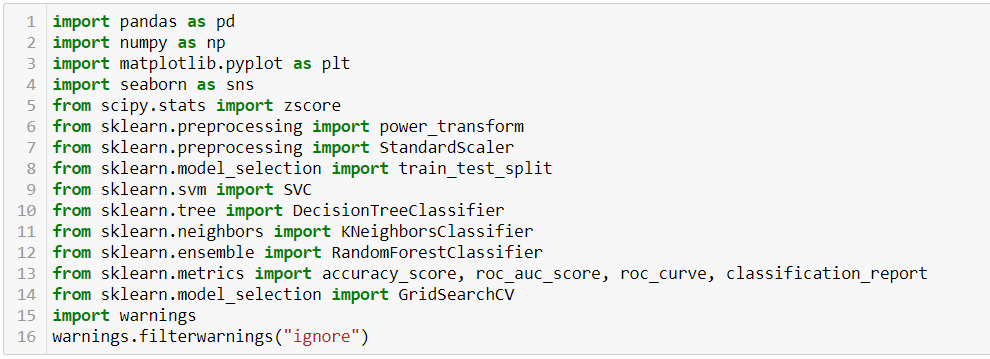 1 import pandas as pd
2 import numpy as np
3 import matplotlib.pyplot as plt
4 import seaborn as sns
5 from scipy.stats import zscore
6 from sklearn.preprocessing import power_transform
7 from sklearn.preprocessing import StandardScaler
8 from sklearn.model_selection import train_test_split
9 from sklearn.svm import SVC
10 from sklearn.tree import DecisionTreeClassifier
11 from sklearn.neighbors import KNeighborsClassifier
12 from sklearn.ensemble import RandomForestClassifier
13 from sklearn.metrics import accuracy_score, roc_auc_score, roc_curve, classification_report
14 from sklearn.model_selection import GridSearchCV
15 import warnings
16 warnings.filterwarnings("ignore")